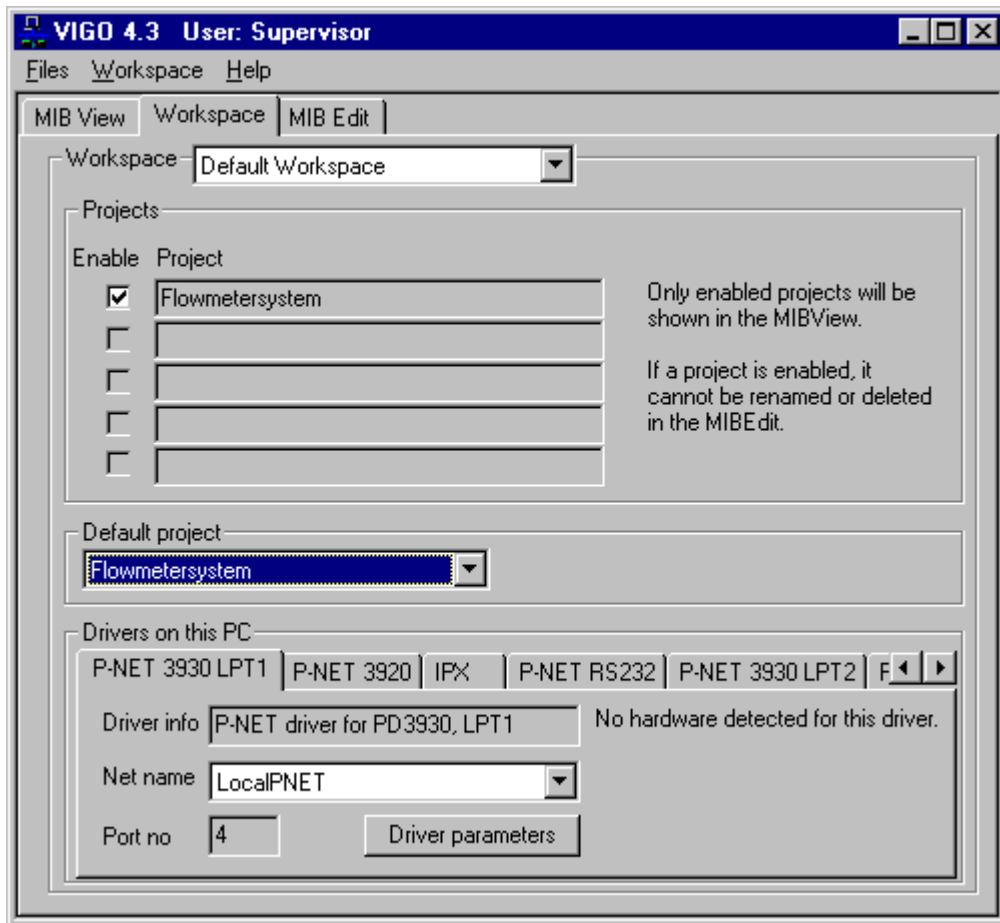 VIGO 4.3 User: Supervisor
Files Workspace Help
MIB View Workspace MIB Edit
Workspace Default Workspace
Projects
Enable Project
Flowmetersystem
Only enabled projects will be
shown in the MIBView.
If a project is enabled, it
cannot be renamed or deleted
in the MIBEdit.
Default project
Flowmetersystem
Drivers on this PC
P-NET 3930 LPT1 P-NET 3920 IPX P-NET RS232 P-NET 3930 LPT2
Driver info P-NET driver for PD3930, LPT1 No hardware detected for this driver.
Net name LocalPNET
Port no 4 Driver parameters